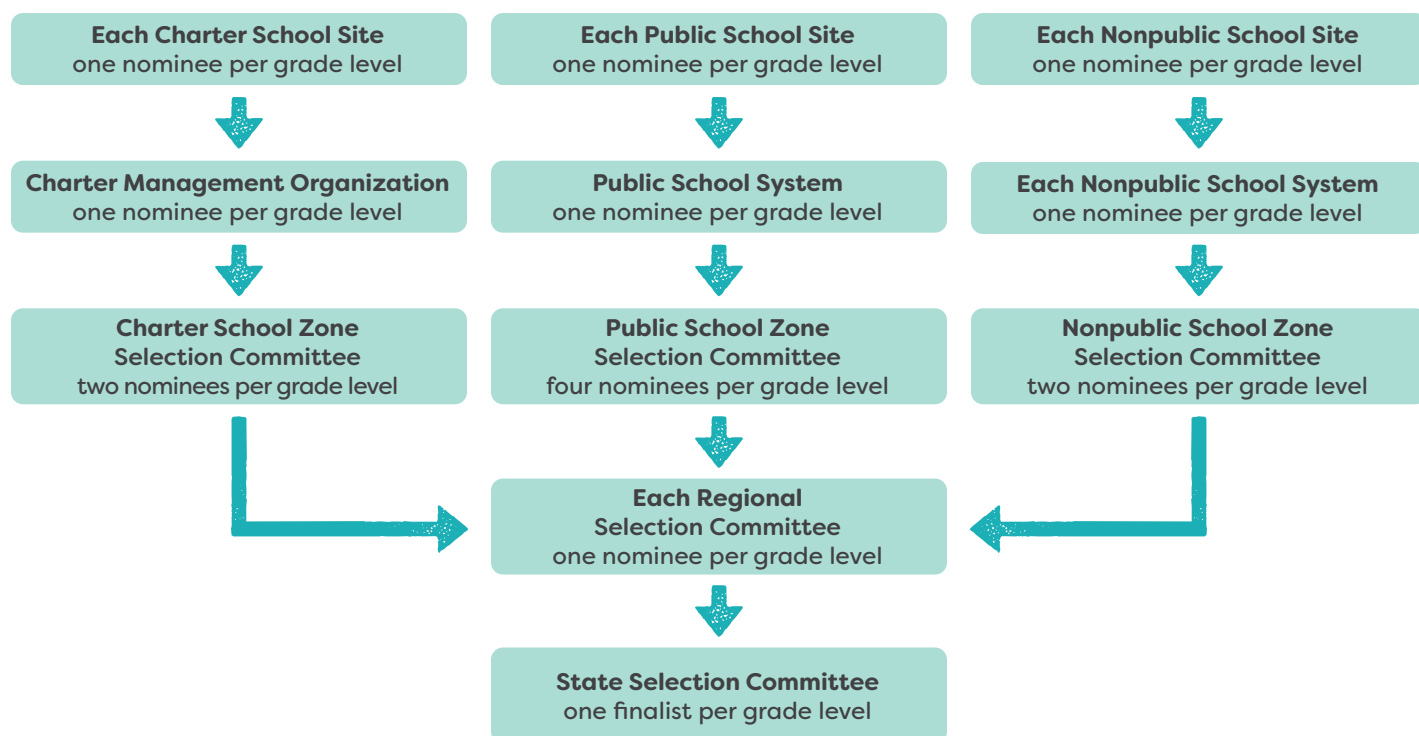 Each Charter School Site
one nominee per grade level
Each Public School Site
one nominee per grade level
Each Nonpublic School Site
one nominee per grade level
Charter Management Organization
one nominee per grade level
Public School System
one nominee per grade level
Each Nonpublic School System
one nominee per grade level
Charter School Zone
Selection Committee
two nominees per grade level
Public School Zone
Selection Committee
four nominees per grade level
Nonpublic School Zone
Selection Committee
two nominees per grade level
Each Regional
Selection Committee
one nominee per grade level
State Selection Committee
one finalist per grade level